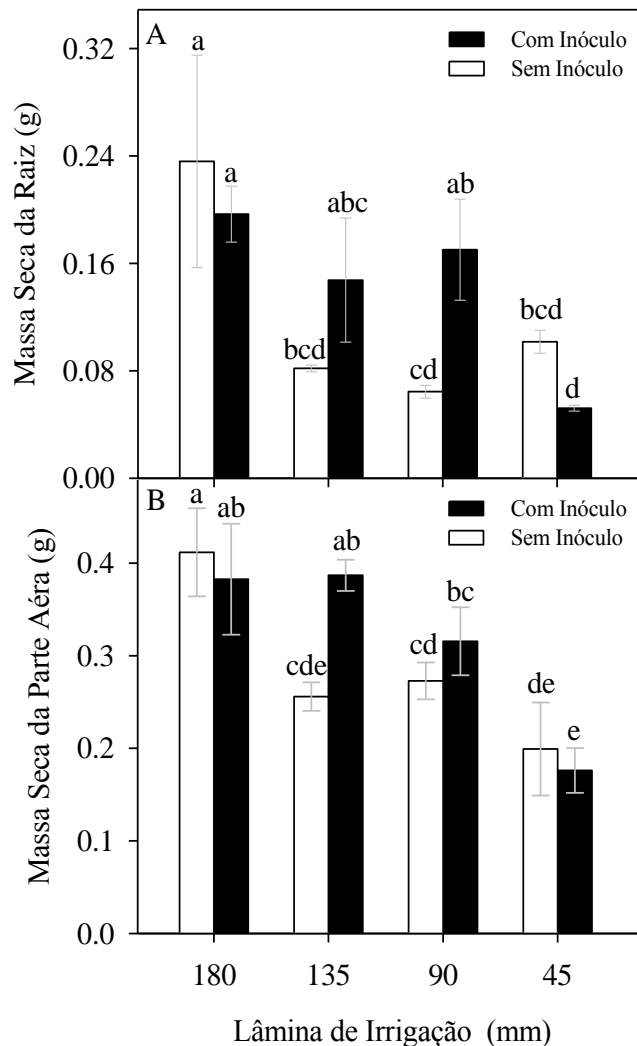 A
Com Inóculo
Sem Inóculo
0.32
0.24
0.16
0.08
0.00
Massa Seca da Raiz (g)
a
a
bcd
abc
cd
ab
bcd
d
B
Com Inóculo
Sem Inóculo
0.4
0.3
0.2
0.1
0.0
Massa Seca da Parte Aéra (g)
a
ab
cde
ab
cd
bc
de
e
180 135 90 45
Lâmina de Irrigação (mm)